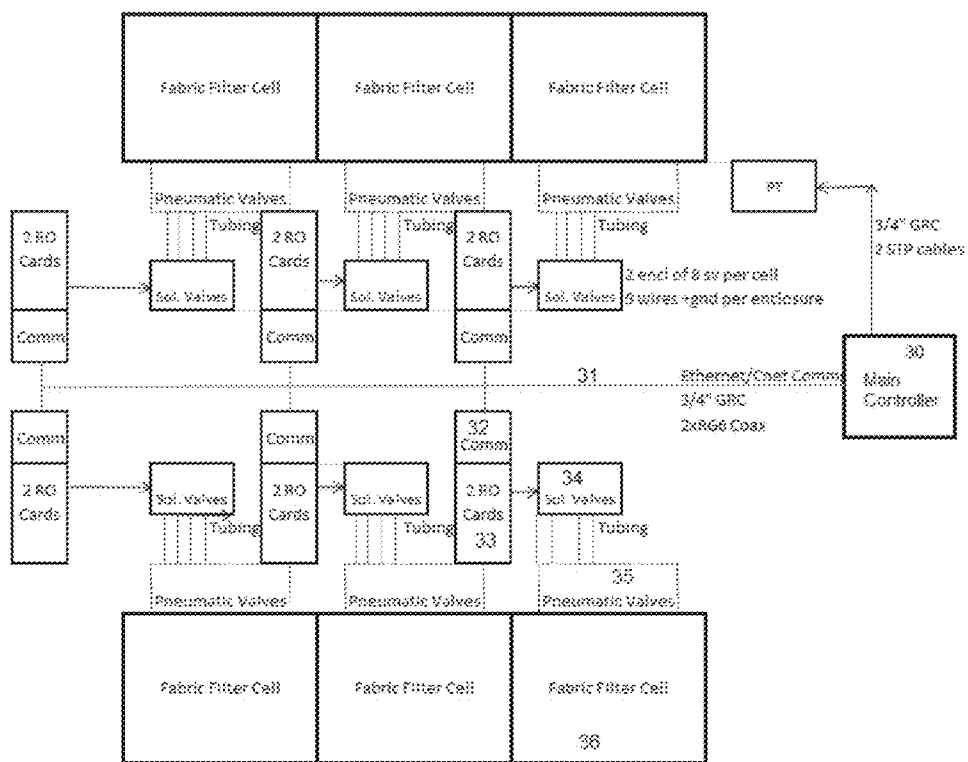 Fabric Filter Cell Fabric Filter Cell Fabric Filter Cell
Pneumatic Valves Pneumatic Valves Pneumatic Valves
PT
2 RO Cards
Tubing
2 RO Cards
Tubing
2 RO Cards
Tubing
3/4" GRC
2 STP cables
Sol. Valves
Sol. Valves
Sol. Valves
2 encl of 8 sv per cell
9 wires +gnd per enclosure
Comm
Comm
Comm
30
Main
Controller
31
Ethernet/Cnet Comm
3/4" GRC
2xRG6 Coax
Comm
Comm
32
Comm
2 RO
Cards
Sol. Valves
Tubing
2 RO
Cards
Sol. Valves
Tubing
2 RO
Cards
33
34
Sol. Valves
Tubing
35
Pneumatic Valves Pneumatic Valves Pneumatic Valves
Fabric Filter Cell Fabric Filter Cell Fabric Filter Cell
36